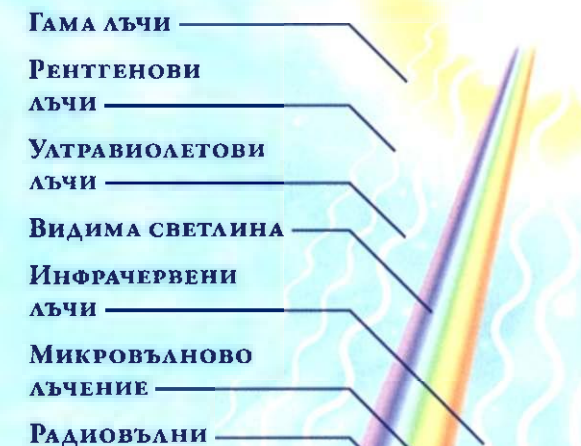 Гама лъчи
Рентгенови
лъчи
Ултравиолетови
лъчи
Видима светлина
Инфрачервени
лъчи
Микровълново
лъчение
Радиовълни